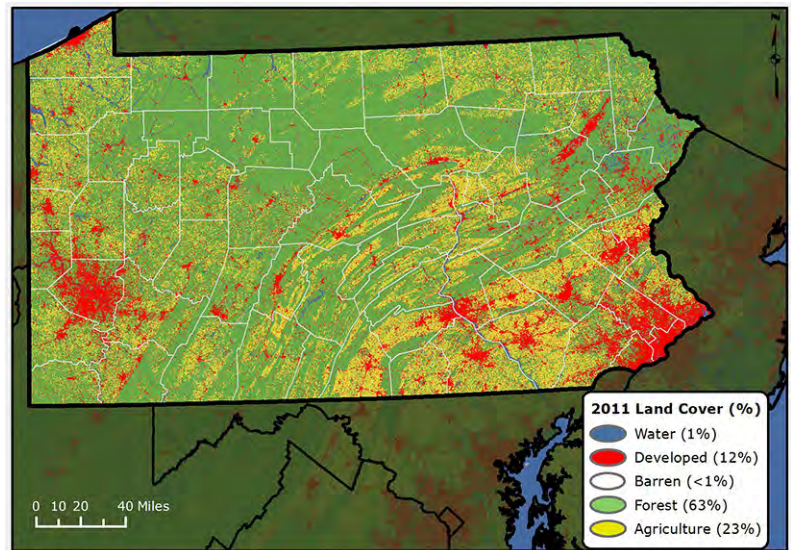 N
2011 Land Cover (%)
Water (1%)
Developed (12%)
Barren (<1%)
Forest (63%)
Agriculture (23%)
0 10 20 40 Miles